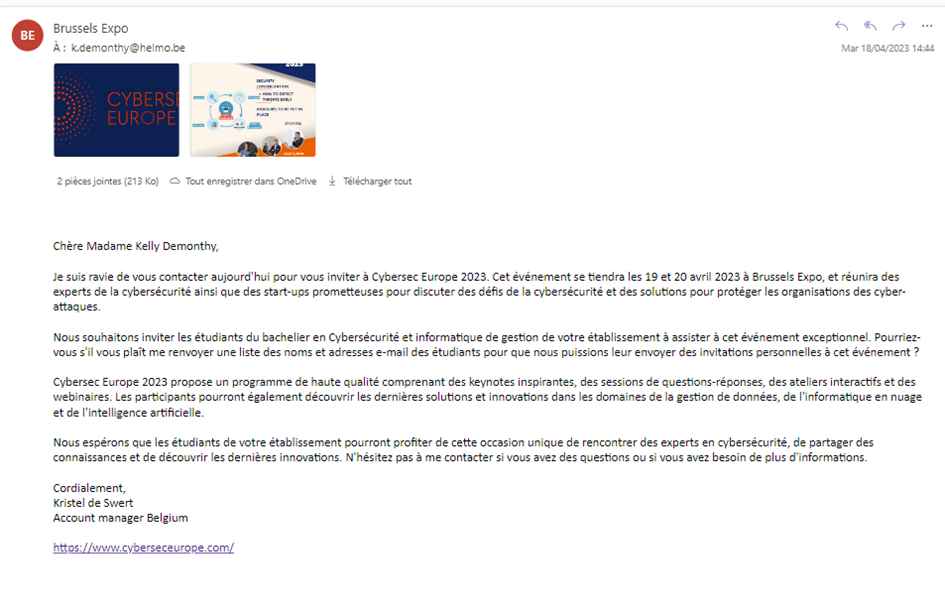 BE
Brussels Expo
À : k.demonthy@helmo.be
Mar 18/04/2023 14:44
CYBERSE
EUROPE
2023
SECURITY
+ HOW TO DETECT
THREATS EARLY
MEASURES TO BE PUT IN
PLACE
2 pièces jointes (213 Ko) Tout enregistrer dans OneDrive Télécharger tout
Chère Madame Kelly Demonthy,
Je suis ravie de vous contacter aujourd'hui pour vous inviter à Cybersec Europe 2023. Cet événement se tiendra les 19 et 20 avril 2023 à Brussels Expo, et réunira des
experts de la cybersécurité ainsi que des start-ups prometteuses pour discuter des défis de la cybersécurité et des solutions pour protéger les organisations des cyber-
attaques.
Nous souhaitons inviter les étudiants du bachelier en Cybersécurité et informatique de gestion de votre établissement à assister à cet événement exceptionnel. Pourriez-
vous s'il vous plaît me renvoyer une liste des noms et adresses e-mail des étudiants pour que nous puissions leur envoyer des invitations personnelles à cet événement ?
Cybersec Europe 2023 propose un programme de haute qualité comprenant des keynotes inspirantes, des sessions de questions-réponses, des ateliers interactifs et des
webinaires. Les participants pourront également découvrir les dernières solutions et innovations dans les domaines de la gestion de données, de l'informatique en nuage
et de l'intelligence artificielle.
Nous espérons que les étudiants de votre établissement pourront profiter de cette occasion unique de rencontrer des experts en cybersécurité, de partager des
connaissances et de découvrir les dernières innovations. N'hésitez pas à me contacter si vous avez des questions ou si vous avez besoin de plus d'informations.
Cordialement,
Kristel de Swert
Account manager Belgium
https://www.cyberseceurope.com/